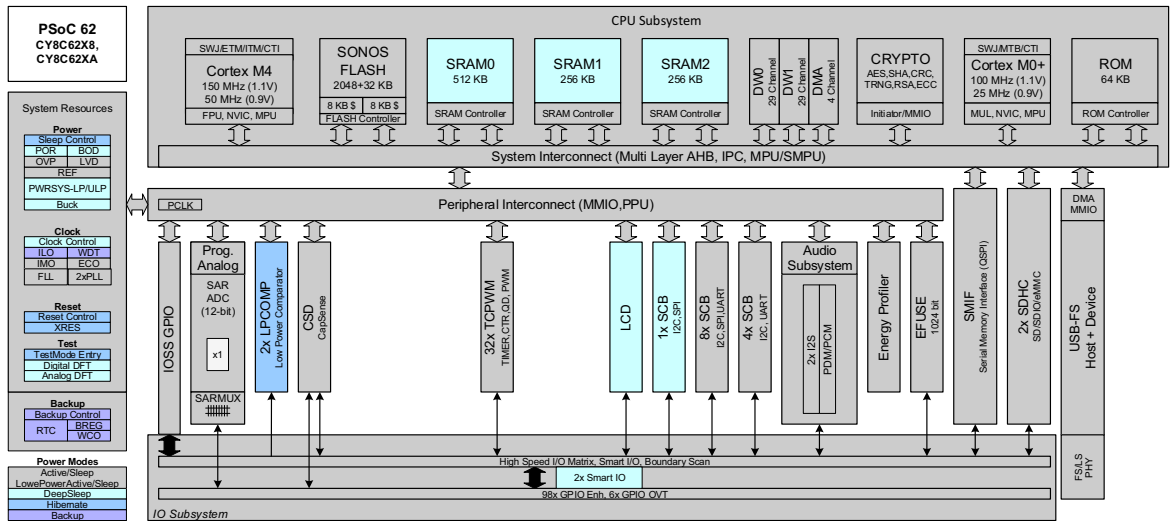 PSoC 62
CY8C62X8,
CY8C62XA
System Resources
Power
Sleep Control
POR BOD
OVP LVD
REF
PWRSYS-LP/ULP
Buck
Clock
Clock Control
ILO WDT
IMO ECO
FLL 2xPLL
Reset
Reset Control
XRES
Test
TestMode Entry
Digital DFT
Analog DFT
Backup
Backup Control
RTC BREG
WCO
Power Modes
Active/Sleep
LowePowerActive/Sleep
DeepSleep
Hibernate
Backup
CPU Subsystem
SWJ/ETM/ITM/CTI
Cortex M4
150 MHz (1.1V)
50 MHz (0.9V)
FPU, NVIC, MPU
SONOS
FLASH
2048+32 KB
8 KB $ 8 KB $
FLASH Controller
SRAM0
512 KB
SRAM Controller
SRAM1
256 KB
SRAM Controller
SRAM2
256 KB
SRAM Controller
DW0
29 Channel
DW1
29 Channel
DMA
4 Channel
CRYPTO
AES,SHA,CRC,
TRNG,RSA,ECC
Initiator/MMIO
SWJ/MTB/CTI
Cortex M0+
100 MHz (1.1V)
25 MHz (0.9V)
MUL, NVIC, MPU
ROM
64 KB
ROM Controller
System Interconnect (Multi Layer AHB, IPC, MPU/SMPU)
PCLK
Peripheral Interconnect (MMIO,PPU)
IOSS GPIO
Prog.
Analog
SAR
ADC
(12-bit)
x1
SARMUX
2x LPCOMP
Low Power Comparator
CSD
CapSense
32x TCPWM
TIMER,CTR,QD, PWM
LCD
1x SCB
I2C,SPI
8x SCB
I2C,SPI,UART
4x SCB
I2C, UART
Audio
Subsystem
2x I2S
PDM/PCM
Energy Profiler
EFUSE
1024 bit
SMIF
Serial Memory Interface (QSPI)
2x SDHC
SD/SDIO/eMMC
DMA
MMIO
USB-FS
Host + Device
FS/LS
PHY
High Speed I/O Matrix, Smart I/O, Boundary Scan
2x Smart IO
98x GPIO Enh, 6x GPIO OVT
IO Subsystem